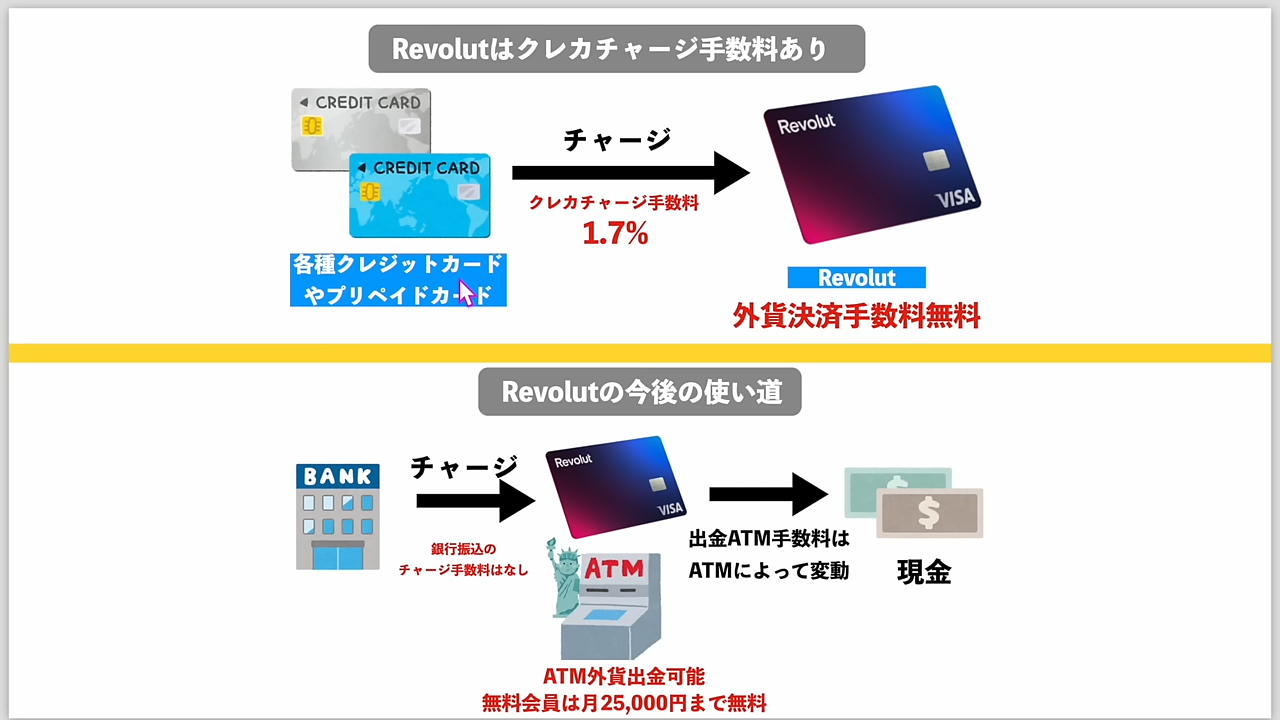 Revolutはクレカチャージ手数料あり
CREDIT CARD
CREDIT CARD
各種クレジットカード
やプリペイドカード
チャージ
クレカチャージ手数料
1.7%
Revolut
VISA
Revolut
外貨決済手数料無料
Revolutの今後の使い道
BANK
チャージ
銀行振込の
チャージ手数料はなし
Revolut
VISA
ATM
ATM外貨出金可能
無料会員は月25,000円まで無料
出金ATM手数料は
ATMによって変動
$
$
現金